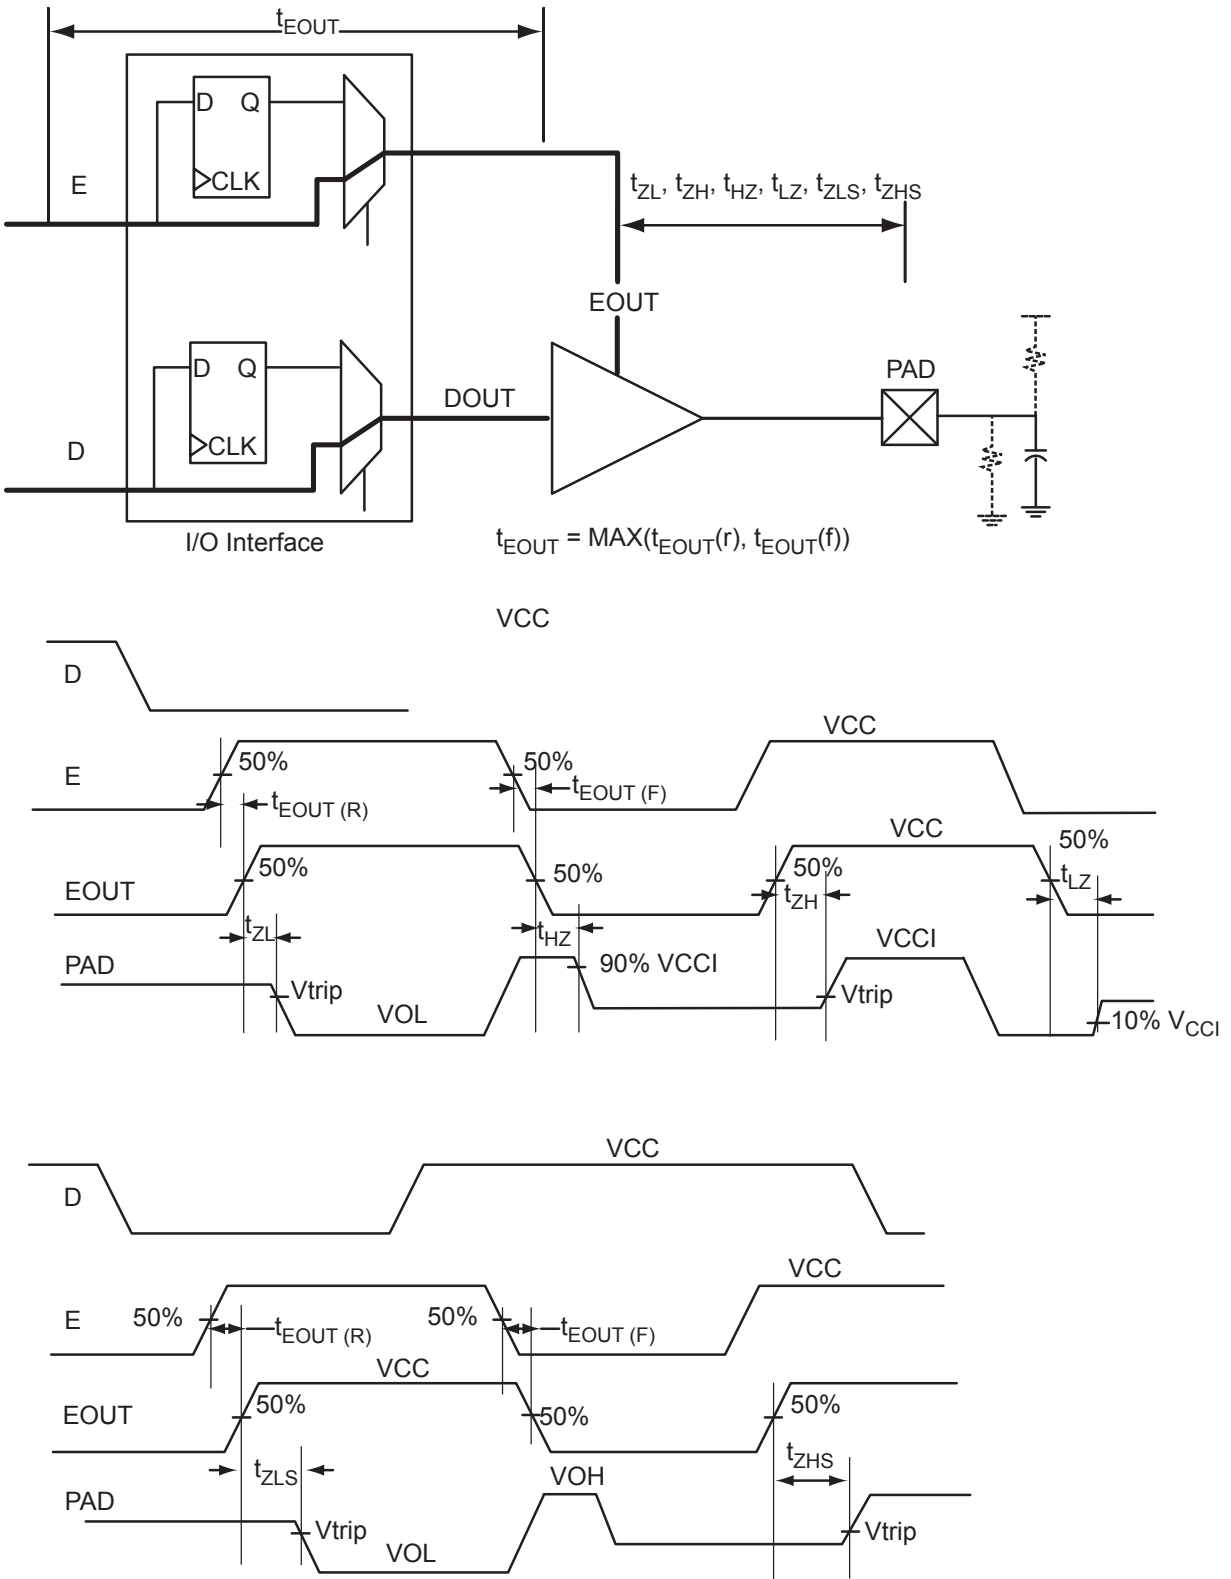 tEOUT
D Q
CLK
E
tZL, tZH, tHZ, tLZ, tZLS, tZHS
EOUT
D Q
CLK
DOUT
PAD
D
I/O Interface
tEOUT = MAX(tEOUT(r), tEOUT(f))
VCC
D
VCC
E
50%
50%
tEOUT (R)
tEOUT (F)
VCC
50%
EOUT
50%
50%
50%
tZL
tHZ
tZH
tLZ
PAD
VCCI
90% VCCI
Vtrip
Vtrip
VOL
10% VCCI
VCC
D
VCC
E
50%
50%
tEOUT (R)
tEOUT (F)
VCC
EOUT
50%
50%
50%
tZLS
tZHS
PAD
VOH
Vtrip
Vtrip
VOL